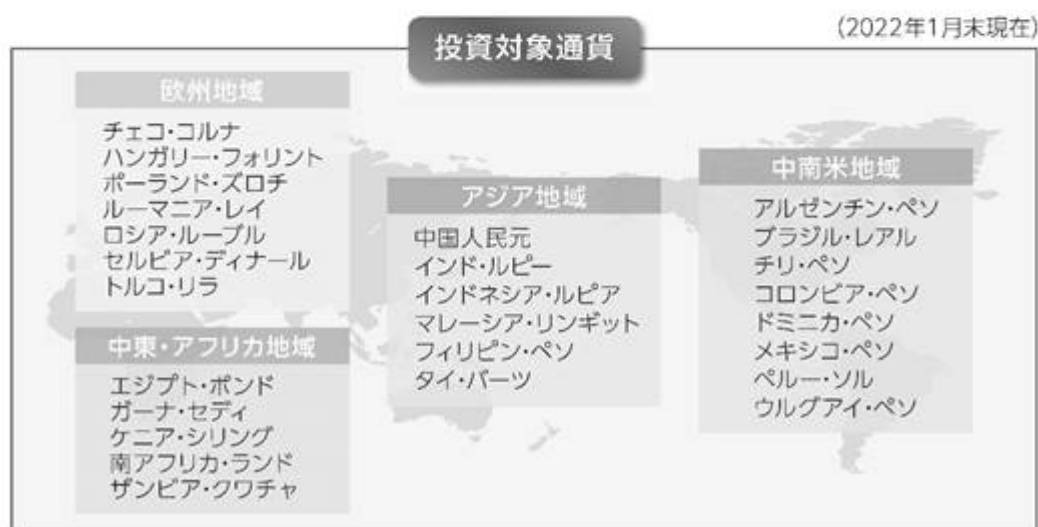 (2022年1月末現在)
投資対象通貨
欧州地域
チェコ・コルナ
ハンガリー・フォリント
ポーランド・ズロチ
ルーマニア・レイ
ロシア・ルーブル
セルビア・ディナール
トルコ・リラ
中東・アフリカ地域
エジプト・ポンド
ガーナ・セディ
ケニア・シリング
南アフリカ・ランド
ザンビア・クワチャ
アジア地域
中国人民元
インド・ルピー
インドネシア・ルピア
マレーシア・リンギット
フィリピン・ペソ
タイ・バーツ
中南米地域
アルゼンチン・ペソ
ブラジル・レアル
チリ・ペソ
コロンビア・ペソ
ドミニカ・ペソ
メキシコ・ペソ
ペルー・ソル
ウルグアイ・ペソ